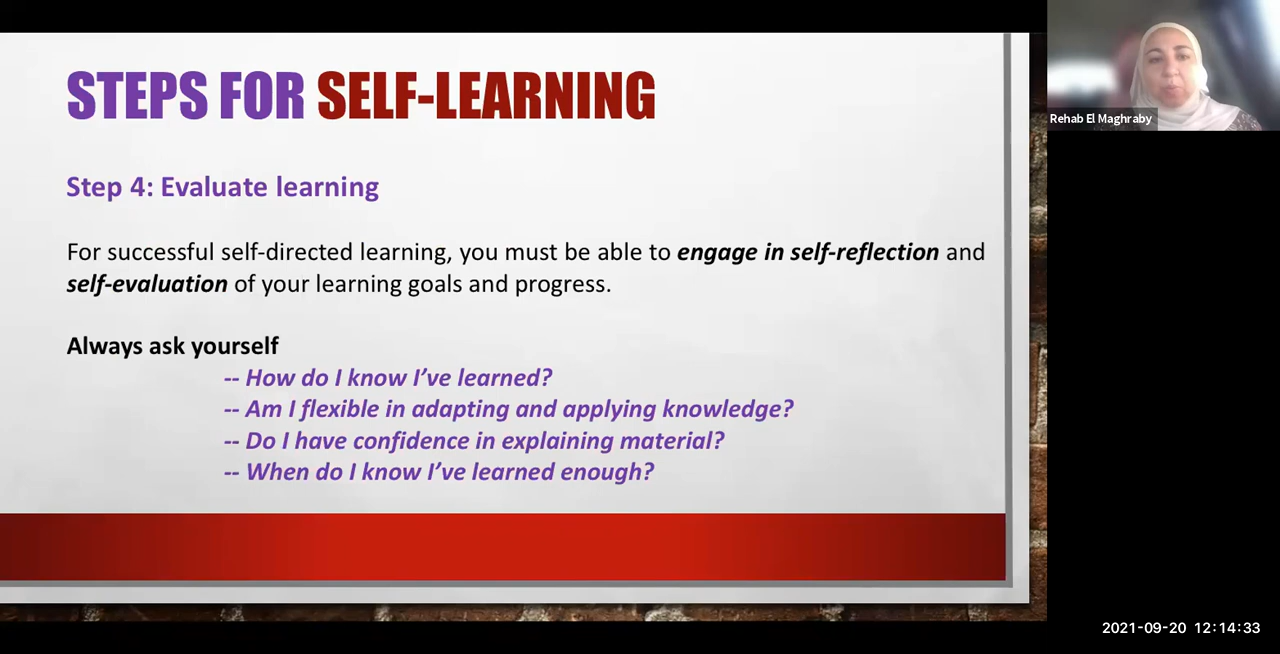 STEPS FOR SELF-LEARNING
Step 4: Evaluate learning
For successful self-directed learning, you must be able to engage in self-reflection and
self-evaluation of your learning goals and progress.
Always ask yourself
-- How do I know I’ve learned?
-- Am I flexible in adapting and applying knowledge?
-- Do I have confidence in explaining material?
-- When do I know I’ve learned enough?
Rehab El Maghraby
2021-09-20 12:14:33